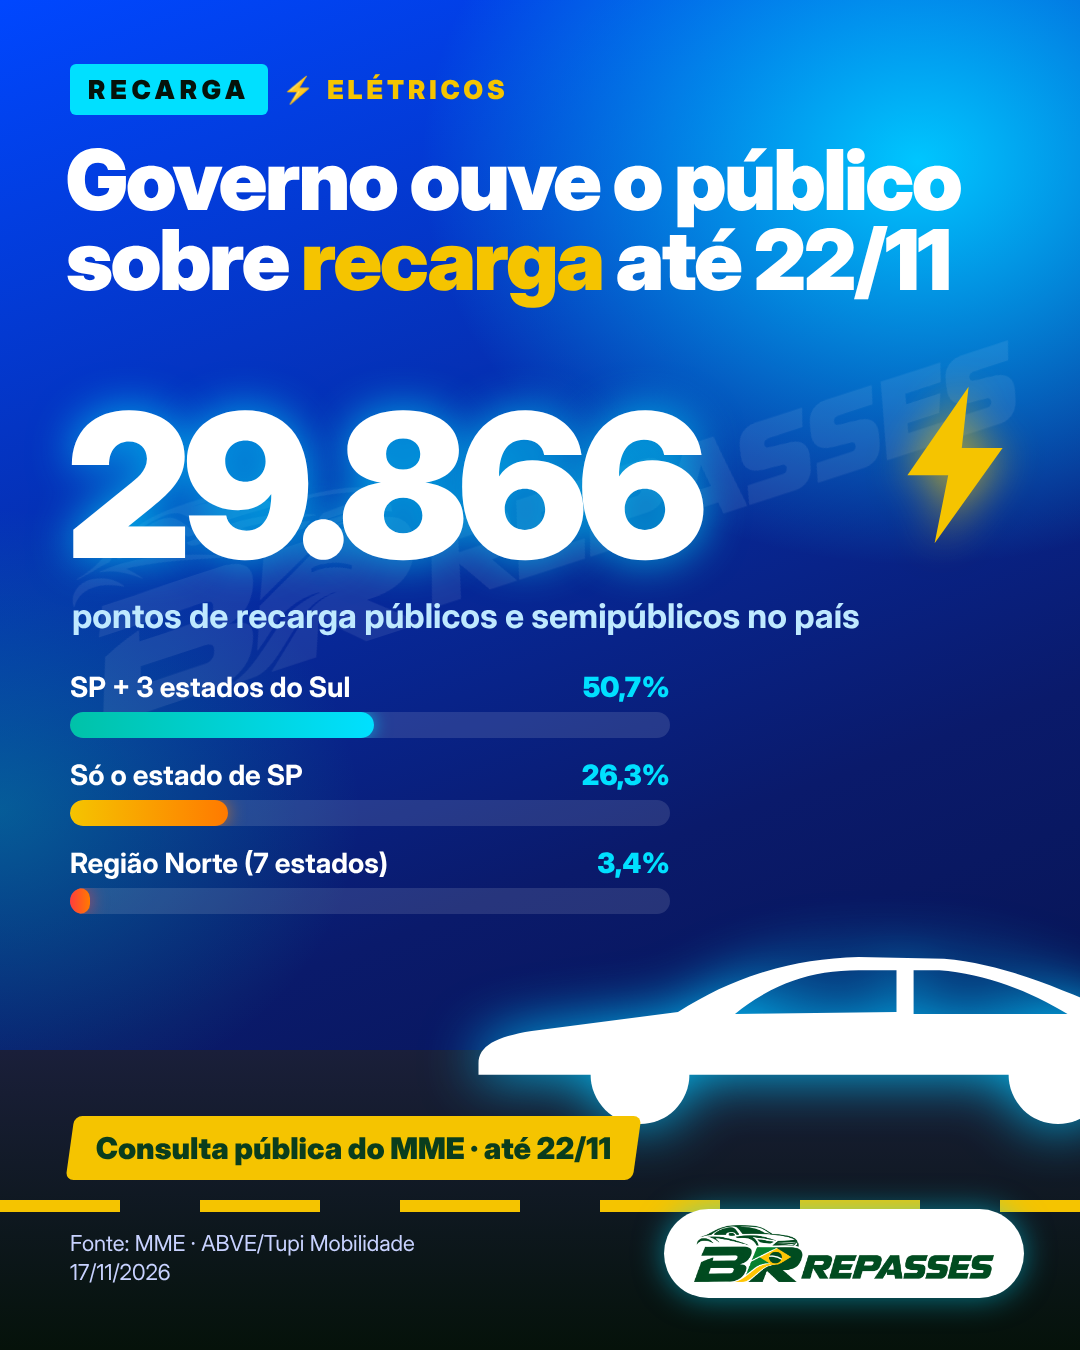 RECARGA ⚡ ELÉTRICOS
Governo ouve o público
sobre recarga até 22/11
29.866
pontos de recarga públicos e semipúblicos no país
SP + 3 estados do Sul 50,7%
Só o estado de SP 26,3%
Região Norte (7 estados) 3,4%
Consulta pública do MME · até 22/11
Fonte: MME · ABVE/Tupi Mobilidade
17/11/2026
BR REPASSES
BR REPASSES